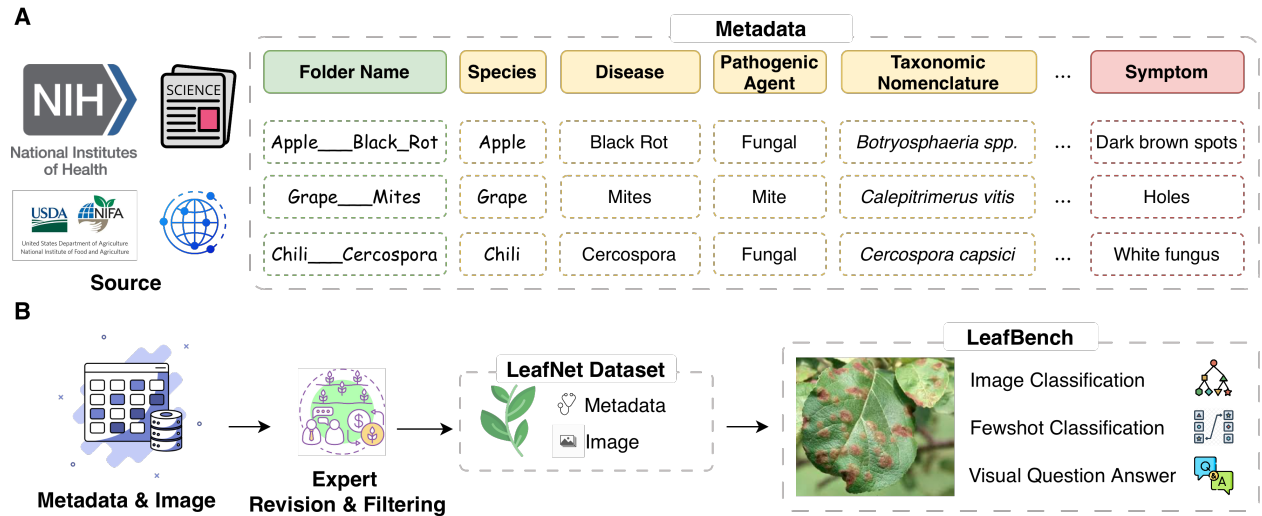 A
Metadata
Folder Name Species Disease Pathogenic Agent Taxonomic Nomenclature ... Symptom
NIH
National Institutes
of Health
SCIENCE
Apple___Black_Rot Apple Black Rot Fungal Botryosphaeria spp. ... Dark brown spots
Grape___Mites Grape Mites Mite Calepitrimerus vitis ... Holes
USDA NIFA
United States Department of Agriculture
National Institute of Food and Agriculture
Chili___Cercospora Chili Cercospora Fungal Cercospora capsici ... White fungus
Source
B
Metadata & Image
Expert
Revision & Filtering
LeafNet Dataset
Metadata
Image
LeafBench
Image Classification
Fewshot Classification
Visual Question Answer
Q & A